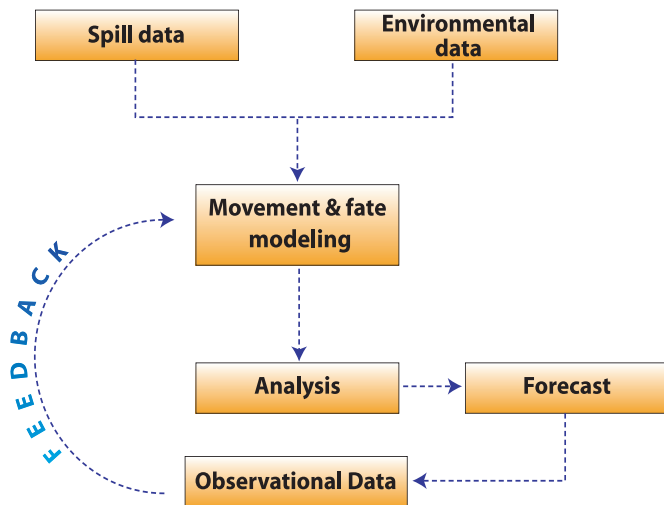 Spill data
Environmental
data
Movement & fate
modeling
FEEDBACK
Analysis
Forecast
Observational Data